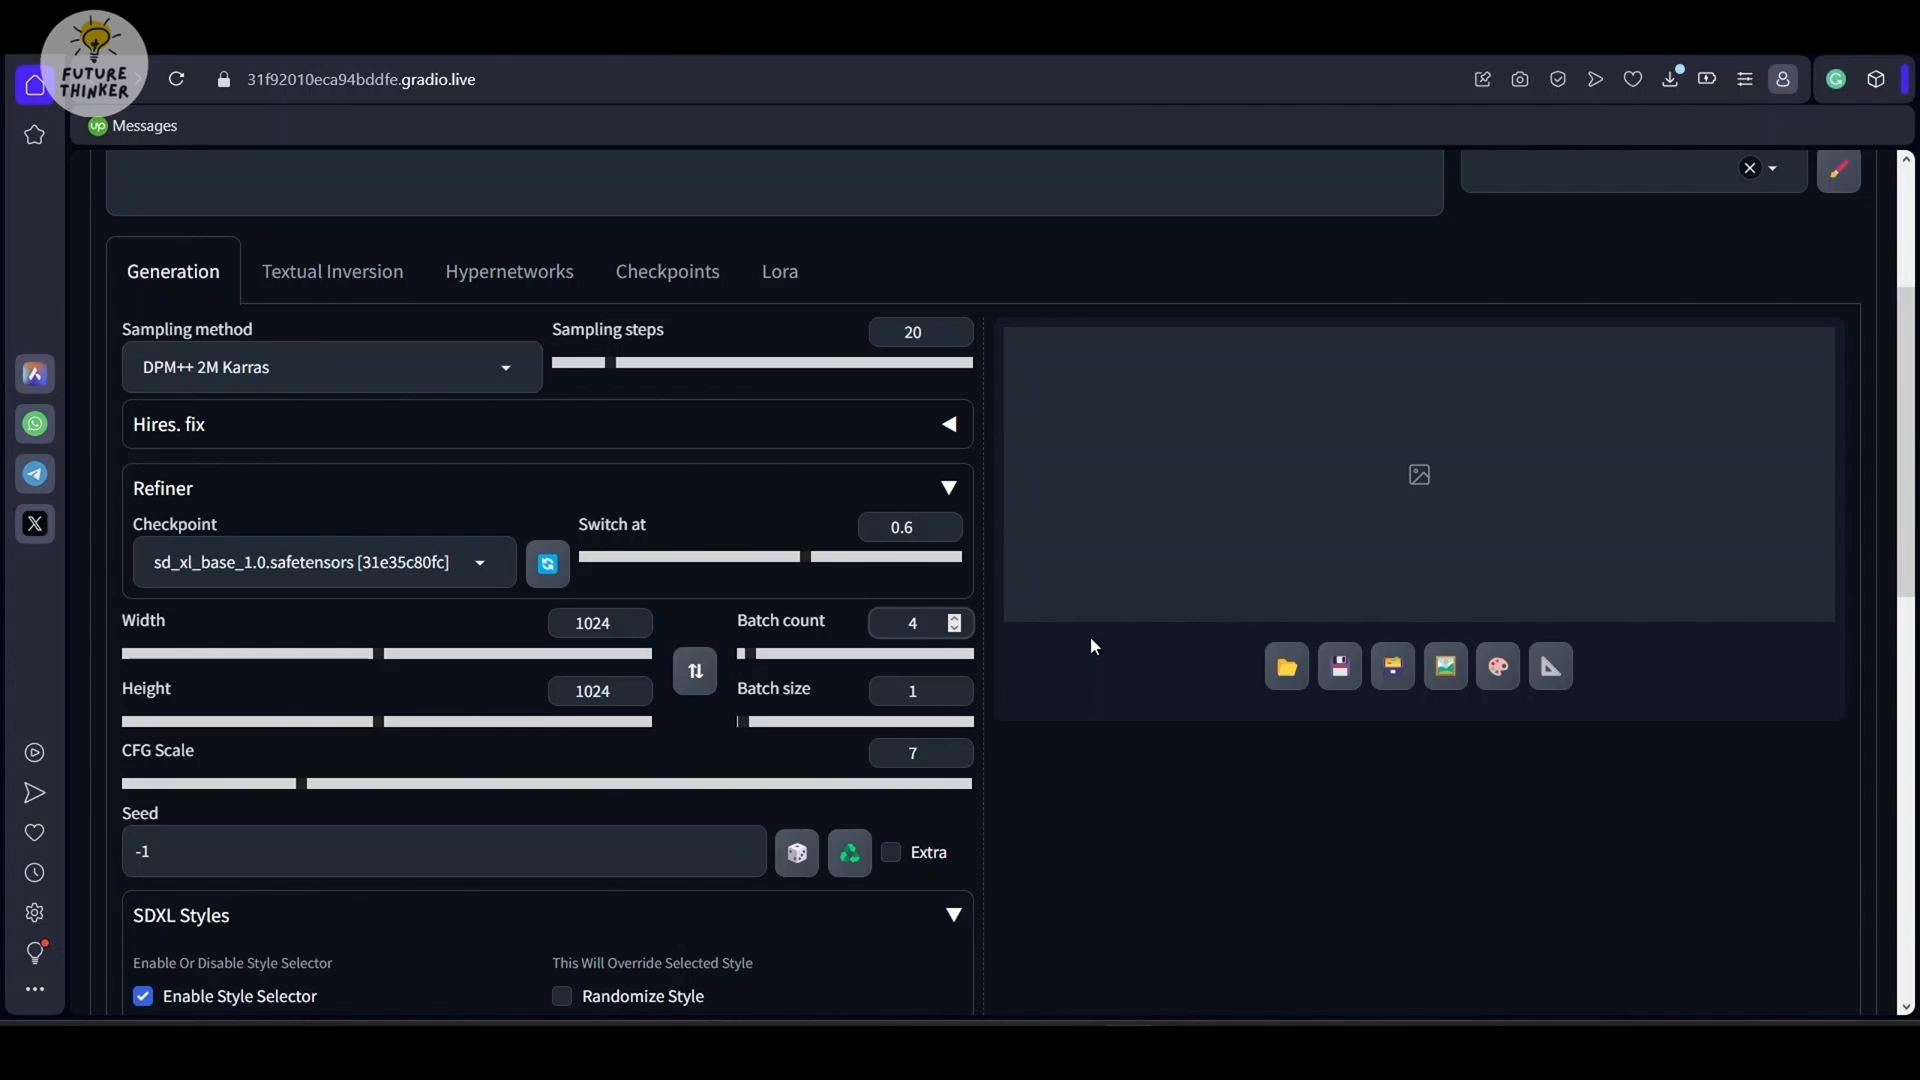 FUTURE
THINKER
31f92010eca94bddfe.gradio.live
up Messages
Generation Textual Inversion Hypernetworks Checkpoints Lora
Sampling method
DPM++ 2M Karras
Sampling steps 20
Hires. fix
Refiner
Checkpoint
sd_xl_base_1.0.safetensors [31e35c80fc]
Switch at 0.6
Width 1024
Batch count 4
Height 1024
Batch size 1
CFG Scale 7
Seed
-1
Extra
SDXL Styles
Enable Or Disable Style Selector
Enable Style Selector
This Will Override Selected Style
Randomize Style